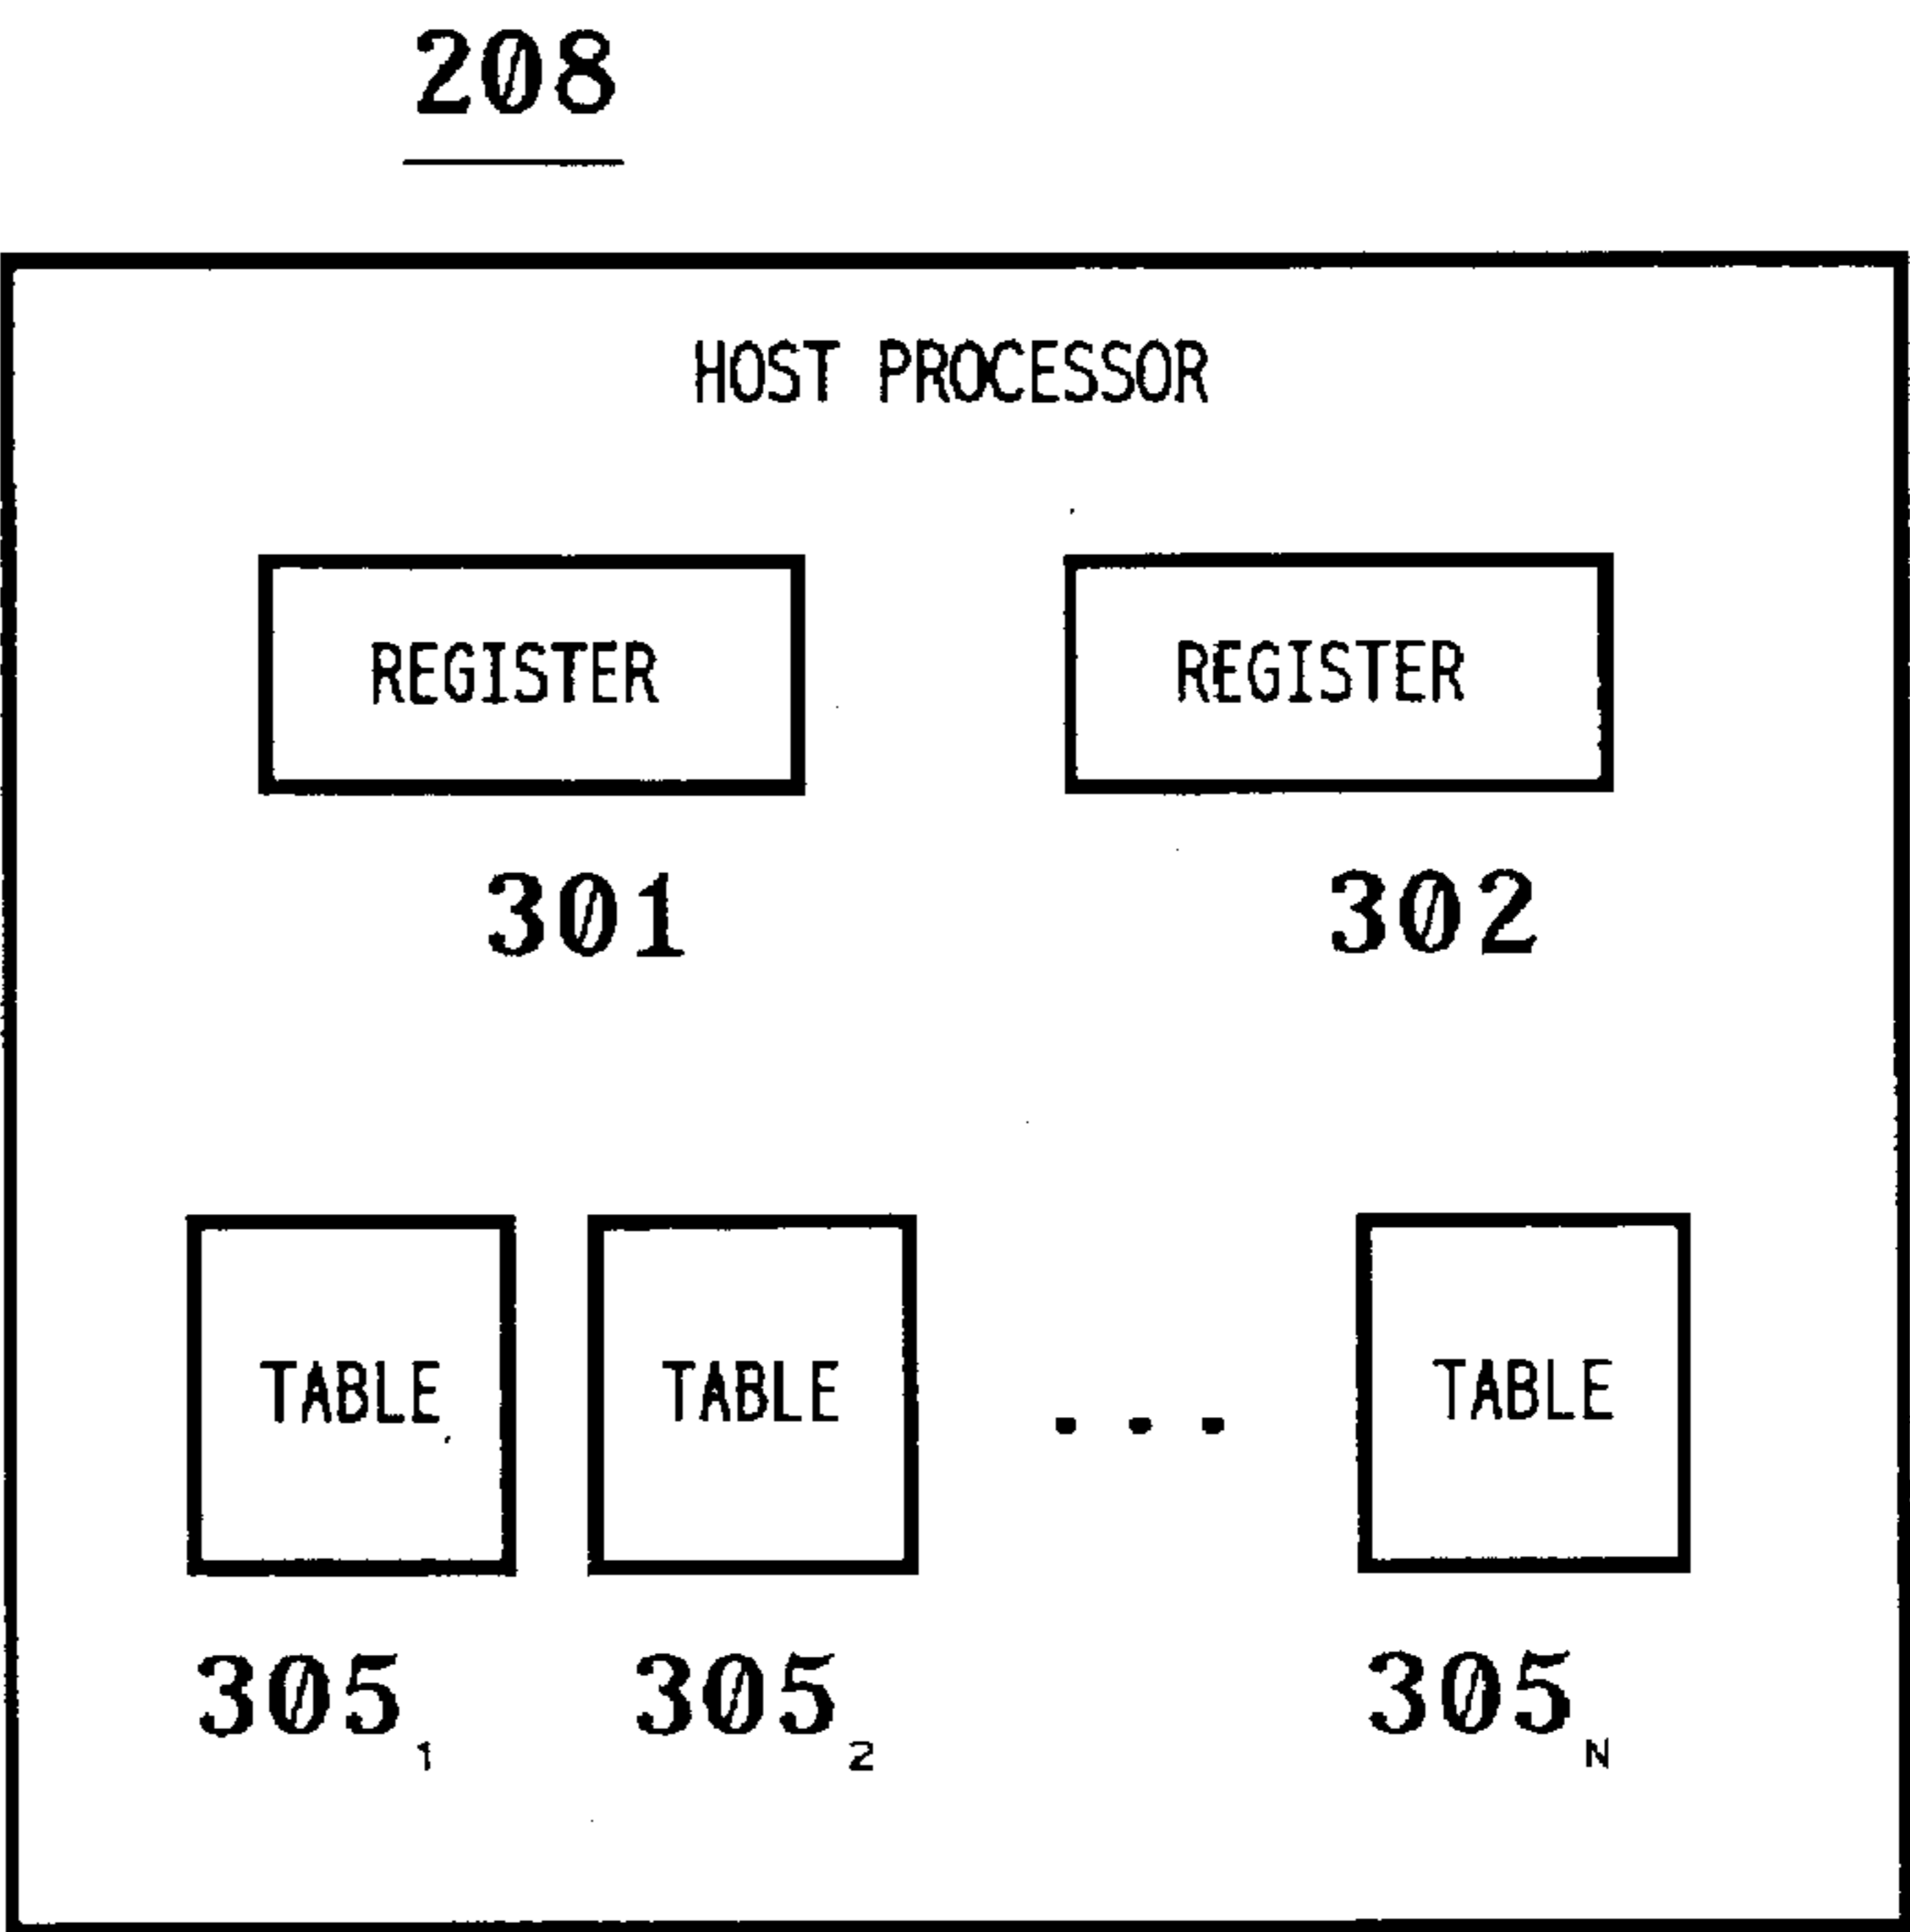 208
HOST PROCESSOR
REGISTER REGISTER
301 302
TABLE TABLE ... TABLE
305₁ 305₂ 305N